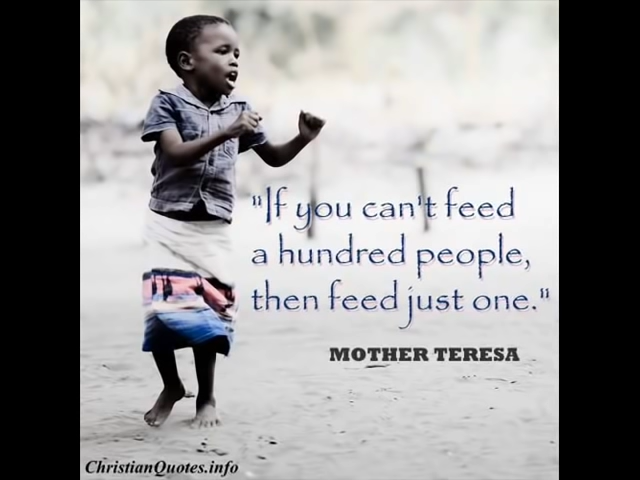 "If you can't feed
a hundred people,
then feed just one."
MOTHER TERESA
ChristianQuotes.info